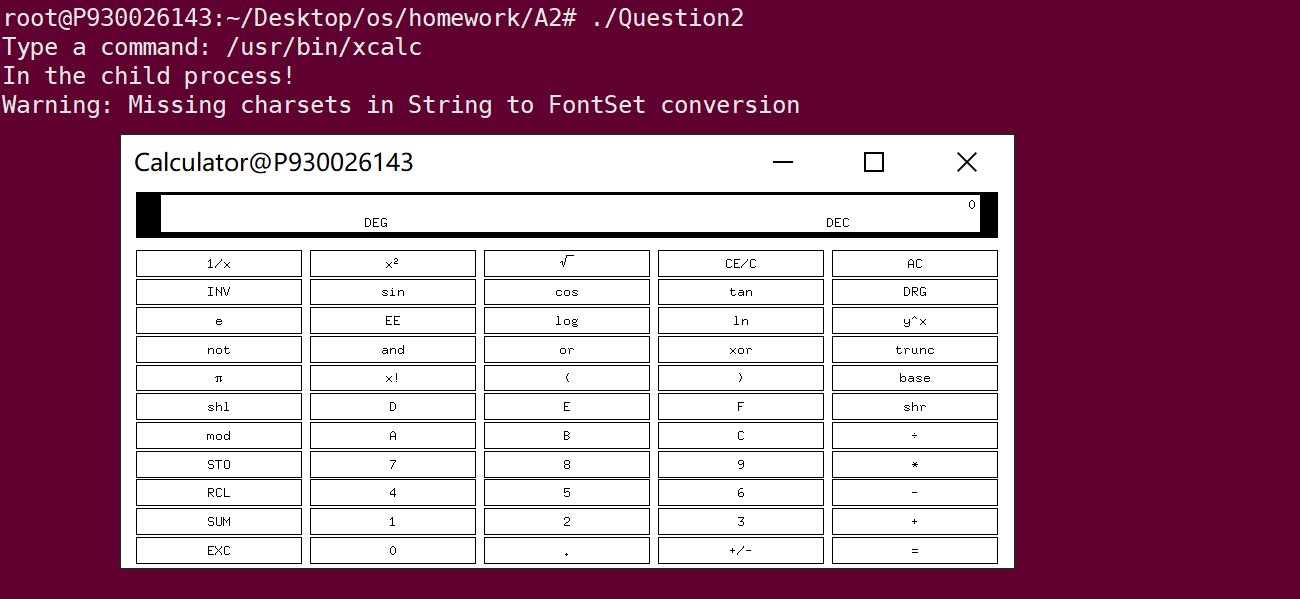 root@P930026143:~/Desktop/os/homework/A2# ./Question2
Type a command: /usr/bin/xcalc
In the child process!
Warning: Missing charsets in String to FontSet conversion
Calculator@P930026143
0
DEG DEC
1/x x² √ CE/C AC
INV sin cos tan DRG
e EE log ln y^x
not and or xor trunc
π x! ( ) base
shl D E F shr
mod A B C ÷
STO 7 8 9 *
RCL 4 5 6 -
SUM 1 2 3 +
EXC 0 . +/- =